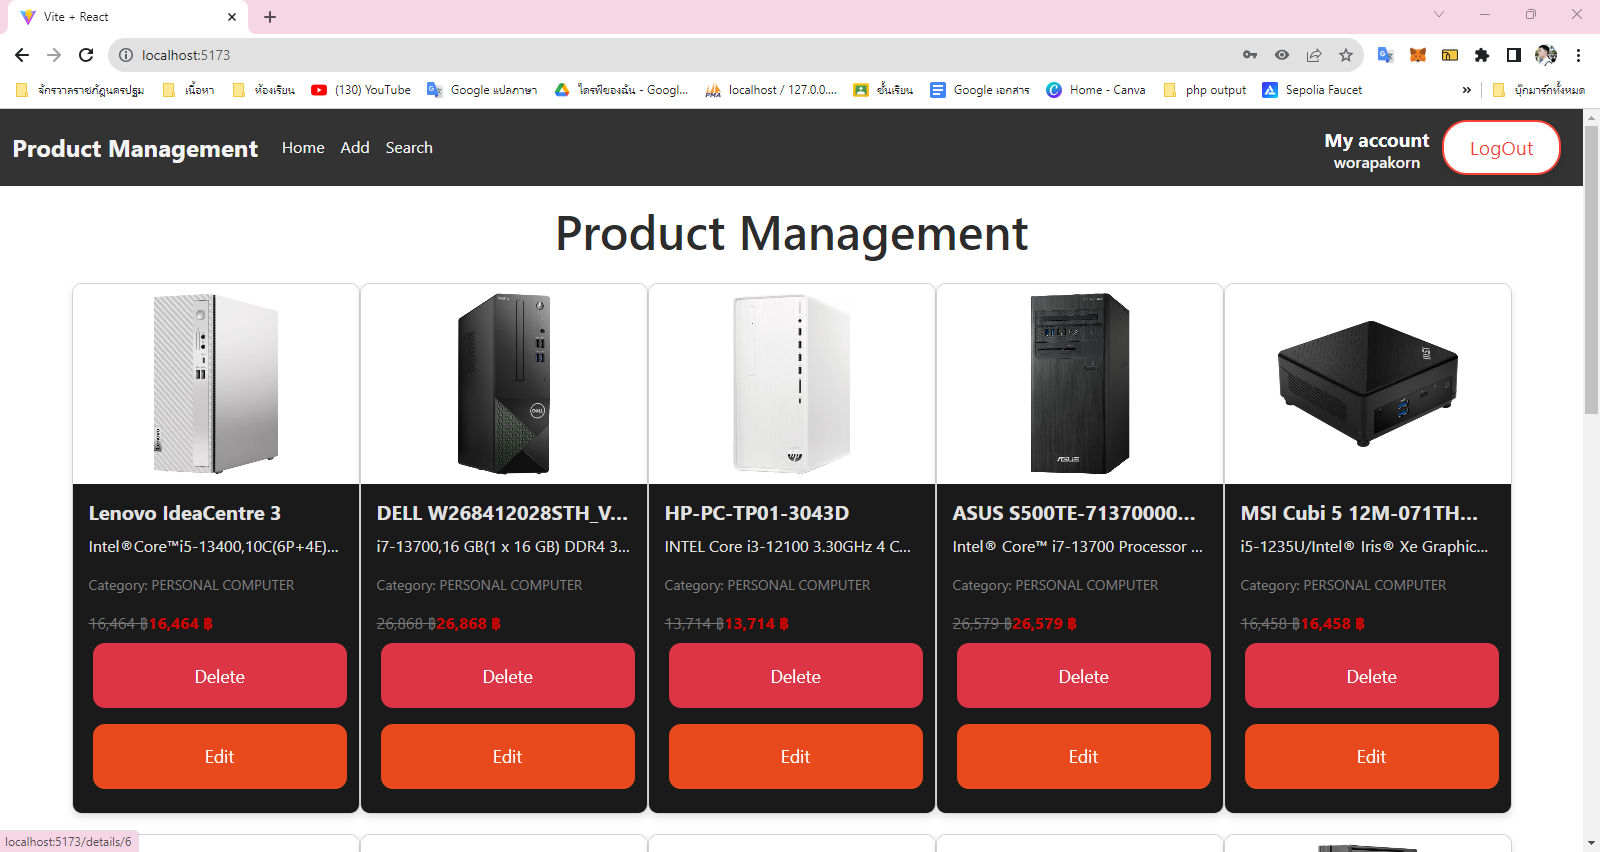 Vite + React
localhost:5173
จักรวาลราชภัฏนครปฐม
เนื้อหา
ห้องเรียน
(130) YouTube
Google แปลภาษา
ไดรฟ์ของฉัน - Googl...
localhost / 127.0.0....
ชั้นเรียน
Google เอกสาร
Home - Canva
php output
Sepolia Faucet
»
บุ๊กมาร์กทั้งหมด
Product Management
Home
Add
Search
My account
worapakorn
LogOut
Product Management
Lenovo
DELL
hp
ASUS
msi
Lenovo IdeaCentre 3
Intel®Core™i5-13400,10C(6P+4E)...
Category: PERSONAL COMPUTER
16,464 ฿16,464 ฿
Delete
Edit
DELL W268412028STH_V...
i7-13700,16 GB(1 x 16 GB) DDR4 3...
Category: PERSONAL COMPUTER
26,868 ฿26,868 ฿
Delete
Edit
HP-PC-TP01-3043D
INTEL Core i3-12100 3.30GHz 4 C...
Category: PERSONAL COMPUTER
13,714 ฿13,714 ฿
Delete
Edit
ASUS S500TE-71370000...
Intel® Core™ i7-13700 Processor ...
Category: PERSONAL COMPUTER
26,579 ฿26,579 ฿
Delete
Edit
MSI Cubi 5 12M-071TH...
i5-1235U/Intel® Iris® Xe Graphic...
Category: PERSONAL COMPUTER
16,458 ฿16,458 ฿
Delete
Edit
localhost:5173/details/6